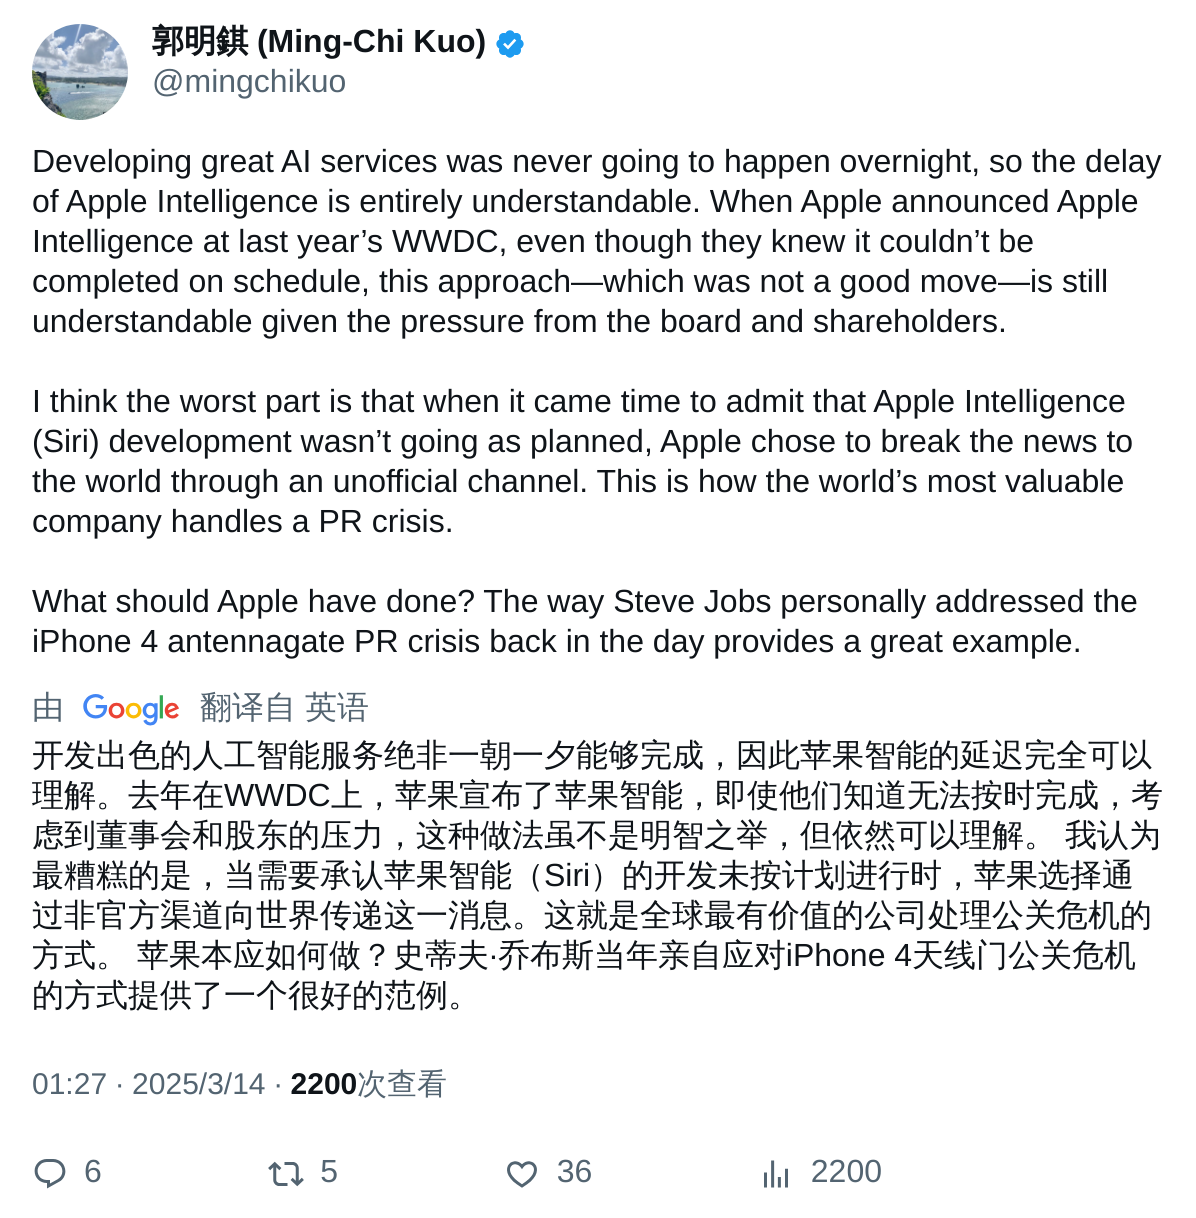 郭明錤 (Ming-Chi Kuo)
@mingchikuo
Developing great AI services was never going to happen overnight, so the delay
of Apple Intelligence is entirely understandable. When Apple announced Apple
Intelligence at last year’s WWDC, even though they knew it couldn’t be
completed on schedule, this approach—which was not a good move—is still
understandable given the pressure from the board and shareholders.
I think the worst part is that when it came time to admit that Apple Intelligence
(Siri) development wasn’t going as planned, Apple chose to break the news to
the world through an unofficial channel. This is how the world’s most valuable
company handles a PR crisis.
What should Apple have done? The way Steve Jobs personally addressed the
iPhone 4 antennagate PR crisis back in the day provides a great example.
由 Google 翻译自 英语
开发出色的人工智能服务绝非一朝一夕能够完成，因此苹果智能的延迟完全可以
理解。去年在WWDC上，苹果宣布了苹果智能，即使他们知道无法按时完成，考
虑到董事会和股东的压力，这种做法虽不是明智之举，但依然可以理解。 我认为
最糟糕的是，当需要承认苹果智能（Siri）的开发未按计划进行时，苹果选择通
过非官方渠道向世界传递这一消息。这就是全球最有价值的公司处理公关危机的
方式。 苹果本应如何做？史蒂夫·乔布斯当年亲自应对iPhone 4天线门公关危机
的方式提供了一个很好的范例。
01:27 · 2025/3/14 · 2200次查看
6 5 36 2200